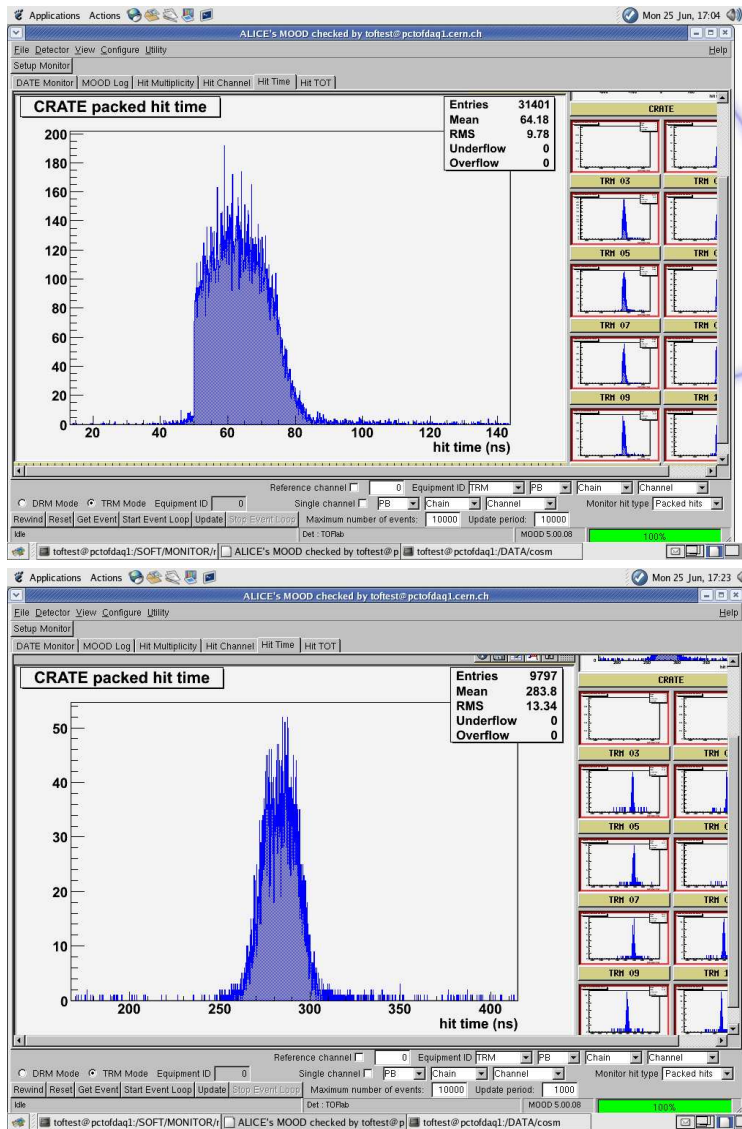 Applications Actions Mon 25 Jun, 17:04
ALICE's MOOD checked by toftest@pctofdaq1.cern.ch
File Detector View Configure Utility Help
Setup Monitor
DATE Monitor MOOD Log Hit Multiplicity Hit Channel Hit Time Hit TOT
CRATE packed hit time
Entries 31401
Mean 64.18
RMS 9.78
Underflow 0
Overflow 0
200
180
160
140
120
100
80
60
40
20
0
20 40 60 80 100 120 140
hit time (ns)
CRATE
TRM 03
TRM 05
TRM 07
TRM 09 TRM 1
Reference channel 0 Equipment ID TRM PB Chain Channel
DRM Mode TRM Mode Equipment ID 0 Single channel PB Chain Channel Monitor hit type Packed hits
Rewind Reset Get Event Start Event Loop Update Stop Event Loop Maximum number of events: 10000 Update period: 10000
Idle Det : TOFlab MOOD 5.00.08 100%
toftest@pctofdaq1:/SOFT/MONITOR/r ALICE's MOOD checked by toftest@p toftest@pctofdaq1:/DATA/cosm
Applications Actions Mon 25 Jun, 17:23
ALICE's MOOD checked by toftest@pctofdaq1.cern.ch
File Detector View Configure Utility Help
Setup Monitor
DATE Monitor MOOD Log Hit Multiplicity Hit Channel Hit Time Hit TOT
CRATE packed hit time
Entries 9797
Mean 283.8
RMS 13.34
Underflow 0
Overflow 0
50
40
30
20
10
0
200 250 300 350 400
hit time (ns)
CRATE
TRM 03
TRM 05
TRM 07
TRM 09 TRM 1
Reference channel 0 Equipment ID TRM PB Chain Channel
DRM Mode TRM Mode Equipment ID 0 Single channel PB Chain Channel Monitor hit type Packed hits
Rewind Reset Get Event Start Event Loop Update Stop Event Loop Maximum number of events: 10000 Update period: 1000
Idle Det : TOFlab MOOD 5.00.08 100%
toftest@pctofdaq1:/SOFT/MONITOR/r ALICE's MOOD checked by toftest@p toftest@pctofdaq1:/DATA/cosm